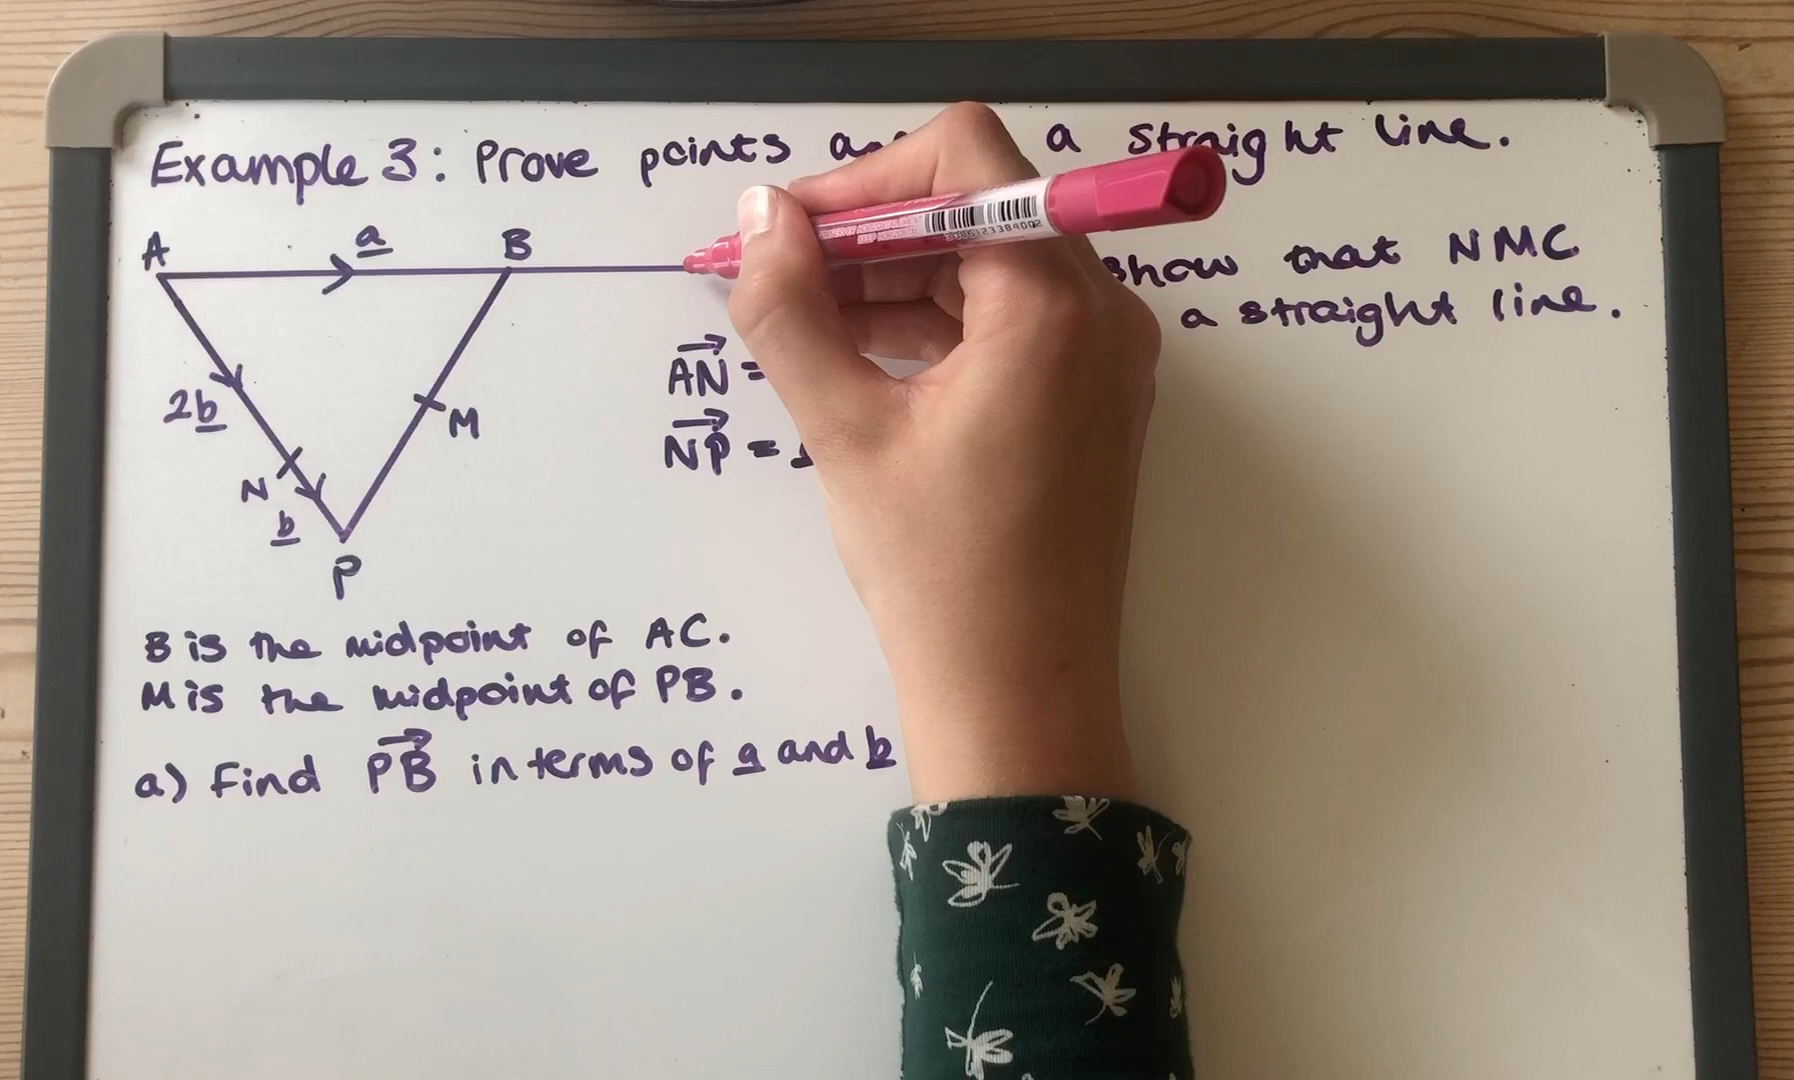 Example 3: Prove points a straight line.
A a B
show that NMC
a straight line.
AN =
2b
M
NP =
N
b
P
B is the midpoint of AC.
M is the midpoint of PB.
a) Find PB in terms of a and b